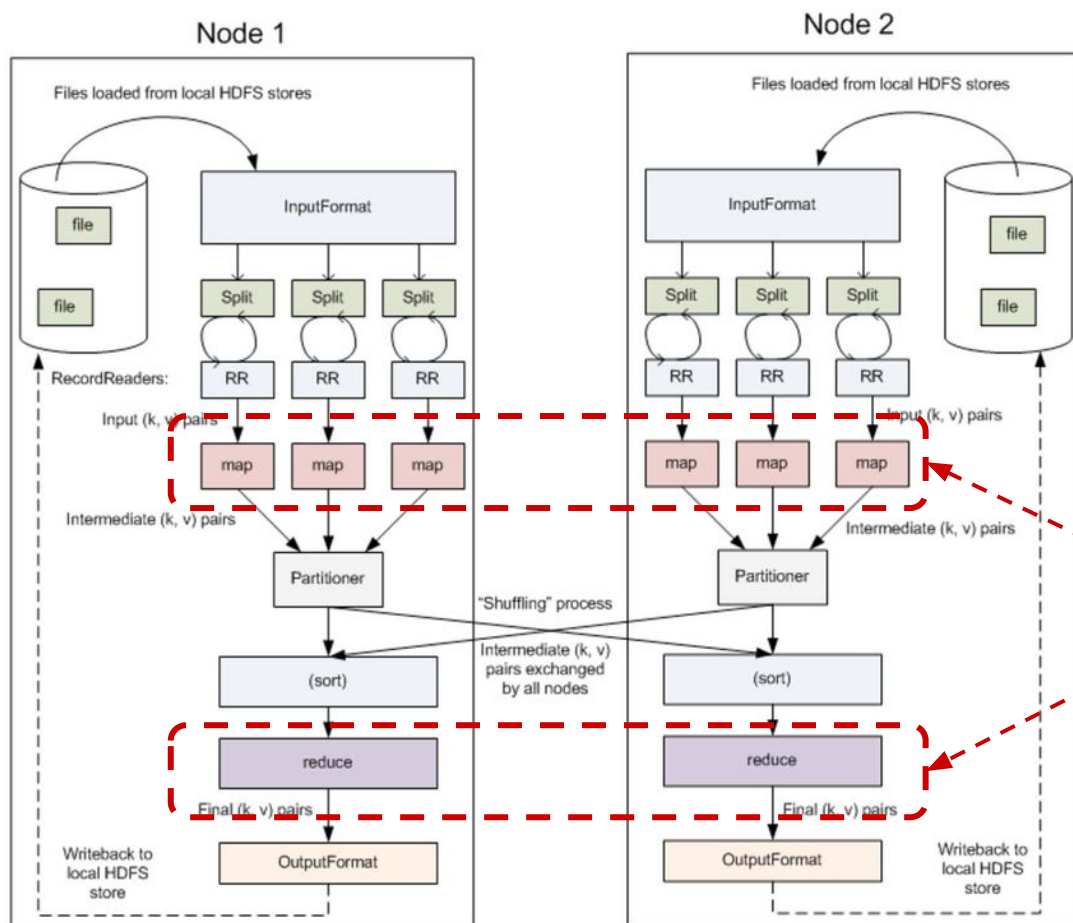 Node 1
Node 2
Files loaded from local HDFS stores
Files loaded from local HDFS stores
InputFormat
InputFormat
file
file
file
file
Split
Split
Split
Split
Split
Split
RecordReaders:
RR
RR
RR
RR
RR
RR
Input (k, v) pairs
Input (k, v) pairs
map
map
map
map
map
map
Intermediate (k, v) pairs
Intermediate (k, v) pairs
Partitioner
Partitioner
“Shuffling” process
Intermediate (k, v)
pairs exchanged
by all nodes
(sort)
(sort)
reduce
reduce
Final (k, v) pairs
Final (k, v) pairs
Writeback to
local HDFS
store
OutputFormat
OutputFormat
Writeback to
local HDFS
store